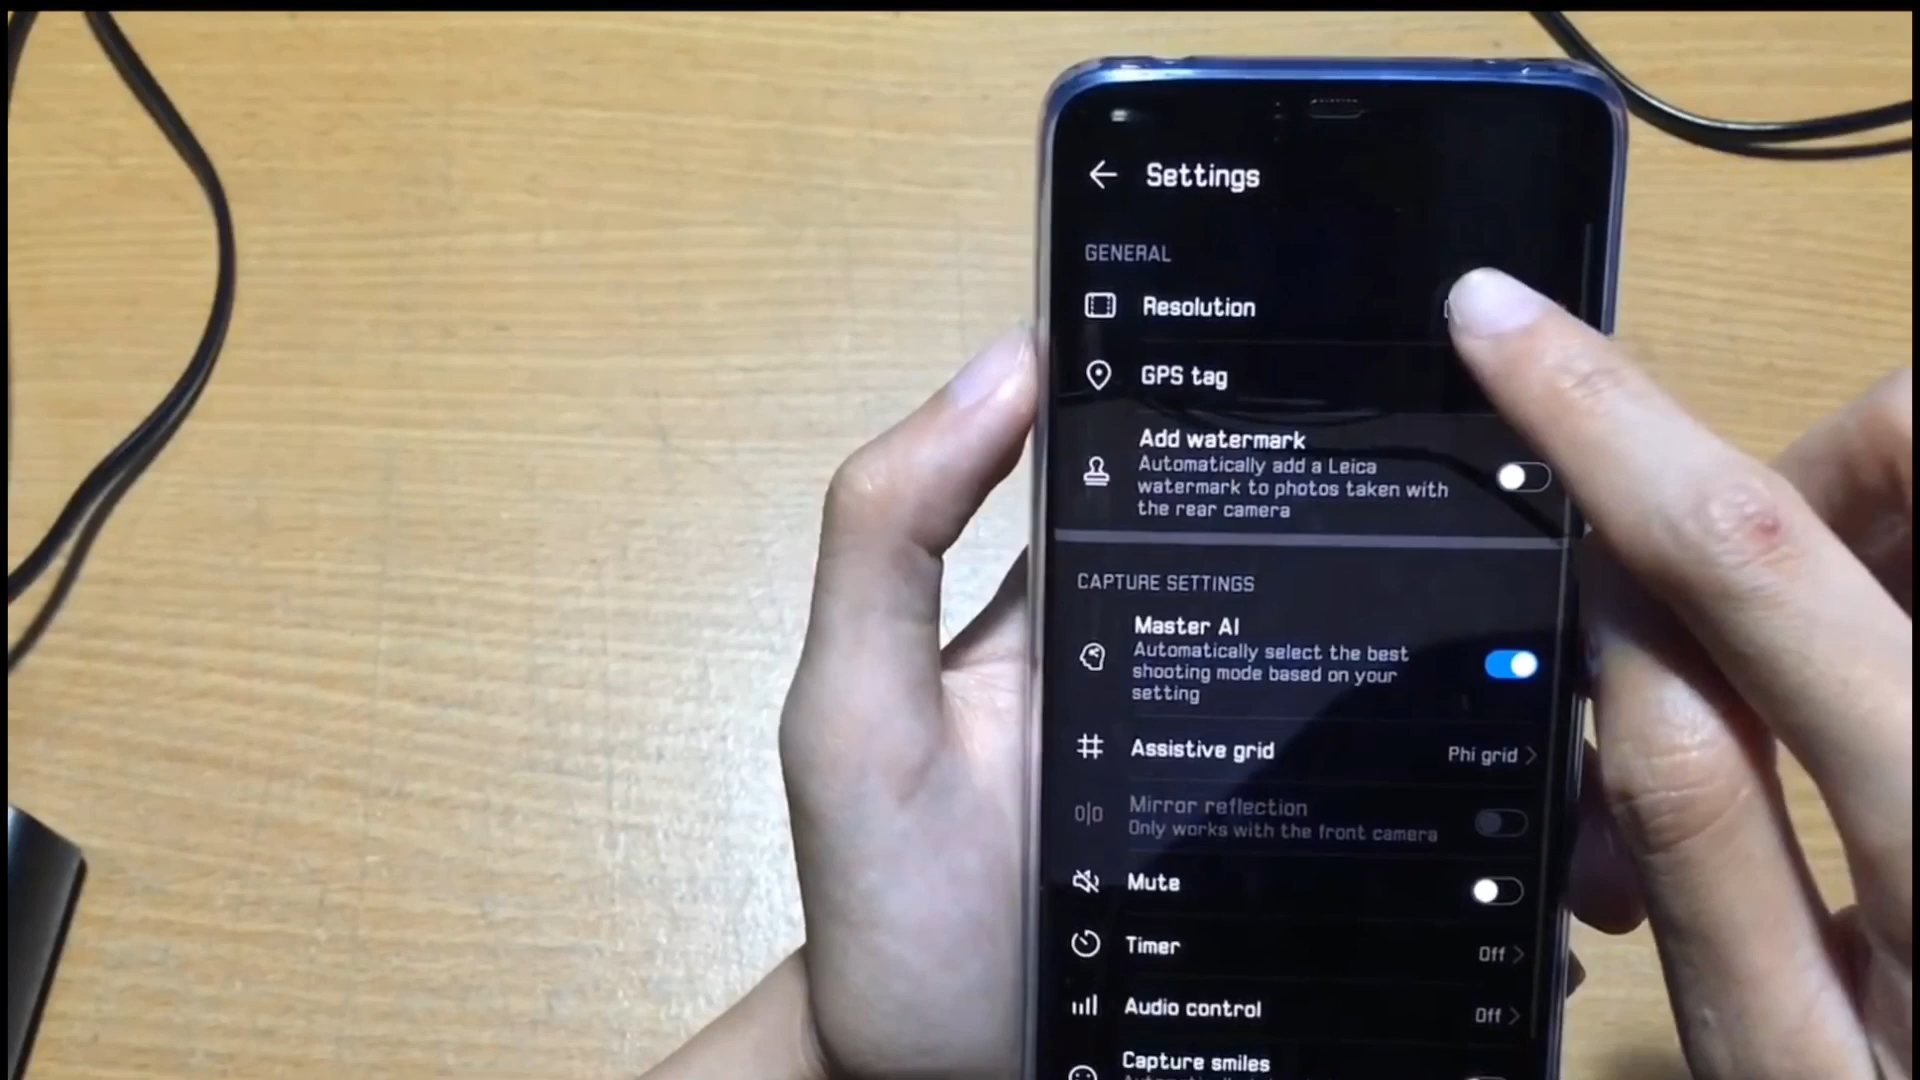 Settings
GENERAL
Resolution
GPS tag
Add watermark
Automatically add a Leica
watermark to photos taken with
the rear camera
CAPTURE SETTINGS
Master AI
Automatically select the best
shooting mode based on your
setting
Assistive grid
Phi grid
Mirror reflection
Only works with the front camera
Mute
Timer
Off
Audio control
Off
Capture smiles